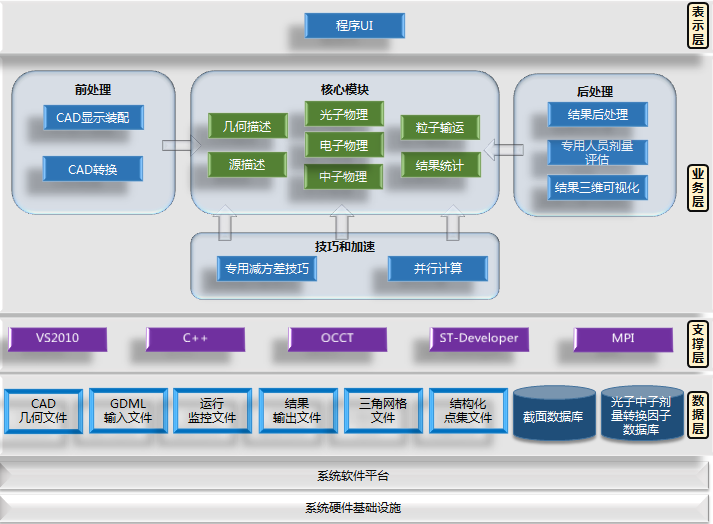 程序UI
表示层
前处理
CAD显示装配
CAD转换
核心模块
几何描述
源描述
光子物理
电子物理
中子物理
粒子输运
结果统计
后处理
结果后处理
专用人员剂量
评估
结果三维可视化
技巧和加速
专用减方差技巧
并行计算
业务层
VS2010
C++
OCCT
ST-Developer
MPI
支撑层
CAD
几何文件
GDML
输入文件
运行
监控文件
结果
输出文件
三角网格
文件
结构化
点集文件
截面数据库
光子中子剂
量转换因子
数据库
数据层
系统软件平台
系统硬件基础设施